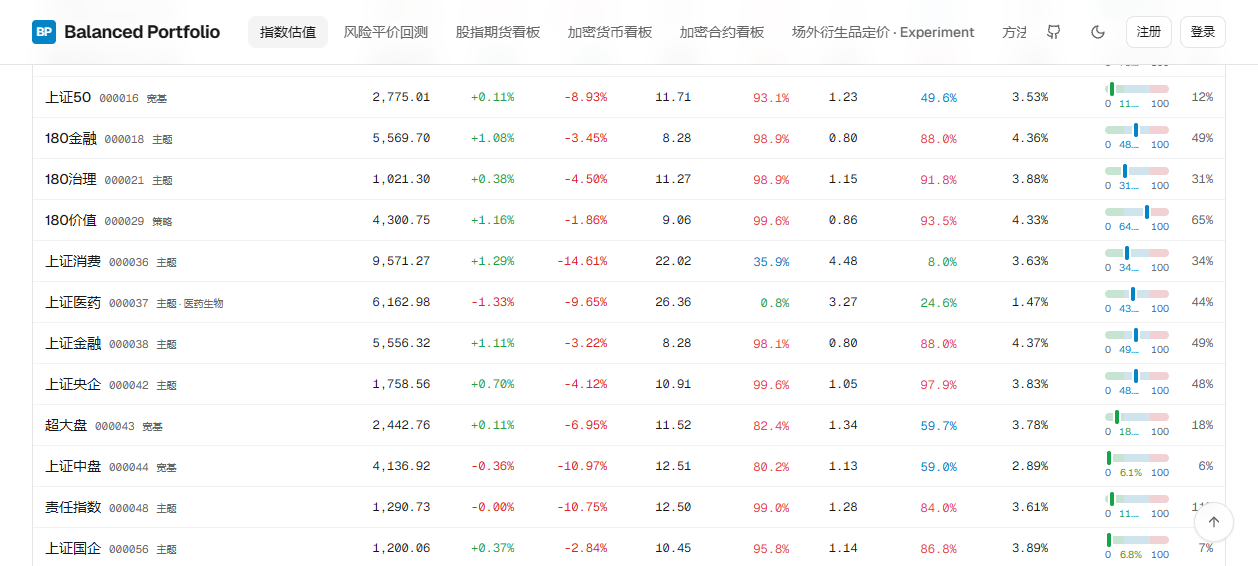 BP Balanced Portfolio 指数估值 风险平价回测 股指期货看板 加密货币看板 加密合约看板 场外衍生品定价 · Experiment 方法 注册 登录
上证50 000016 宽基 2,775.01 +0.11% -8.93% 11.71 93.1% 1.23 49.6% 3.53% 12%
0 11... 100
180金融 000018 主题 5,569.70 +1.08% -3.45% 8.28 98.9% 0.80 88.0% 4.36% 49%
0 48... 100
180治理 000021 主题 1,021.30 +0.38% -4.50% 11.27 98.9% 1.15 91.8% 3.88% 31%
0 31... 100
180价值 000029 策略 4,300.75 +1.16% -1.86% 9.06 99.6% 0.86 93.5% 4.33% 65%
0 64... 100
上证消费 000036 主题 9,571.27 +1.29% -14.61% 22.02 35.9% 4.48 8.0% 3.63% 34%
0 34... 100
上证医药 000037 主题 · 医药生物 6,162.98 -1.33% -9.65% 26.36 0.8% 3.27 24.6% 1.47% 44%
0 43... 100
上证金融 000038 主题 5,556.32 +1.11% -3.22% 8.28 98.1% 0.80 88.0% 4.37% 49%
0 49... 100
上证央企 000042 主题 1,758.56 +0.70% -4.12% 10.91 99.6% 1.05 97.9% 3.83% 48%
0 48... 100
超大盘 000043 宽基 2,442.76 +0.11% -6.95% 11.52 82.4% 1.34 59.7% 3.78% 18%
0 18... 100
上证中盘 000044 宽基 4,136.92 -0.36% -10.97% 12.51 80.2% 1.13 59.0% 2.89% 6%
0 6.1% 100
责任指数 000048 主题 1,290.73 -0.00% -10.75% 12.50 99.0% 1.28 84.0% 3.61%
0 11... 100
上证国企 000056 主题 1,200.06 +0.37% -2.84% 10.45 95.8% 1.14 86.8% 3.89% 7%
0 6.8% 100